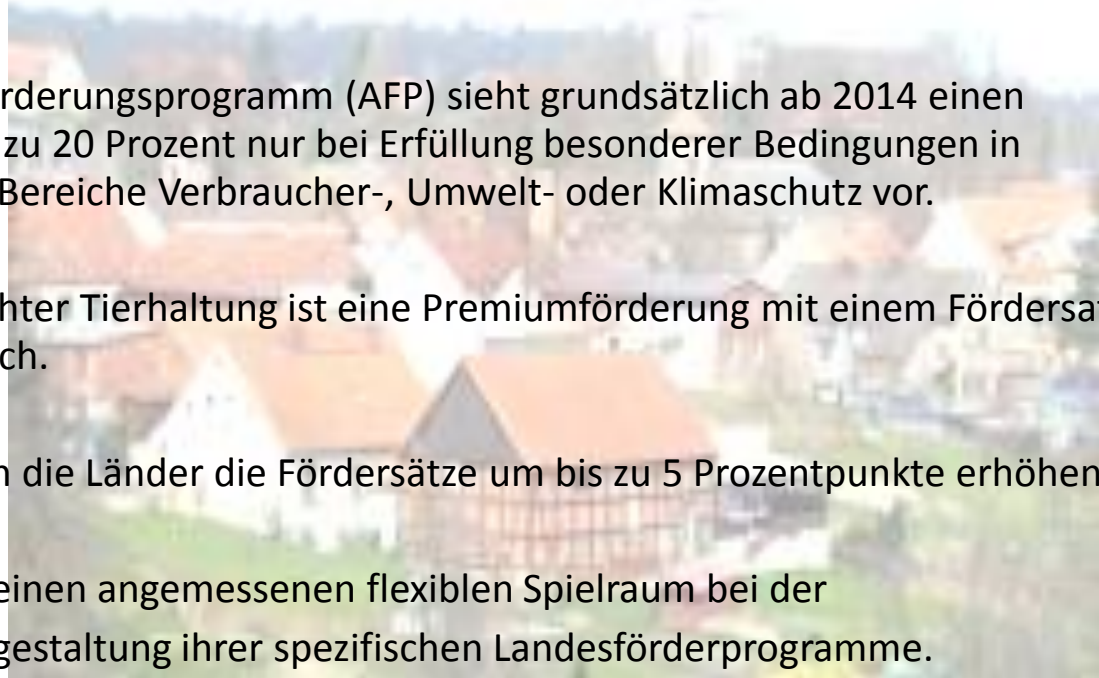 rderungsprogramm (AFP) sieht grundsätzlich ab 2014 einen
zu 20 Prozent nur bei Erfüllung besonderer Bedingungen in
Bereiche Verbraucher-, Umwelt- oder Klimaschutz vor.
hter Tierhaltung ist eine Premiumförderung mit einem Fördersa
ch.
n die Länder die Fördersätze um bis zu 5 Prozentpunkte erhöhen
einen angemessenen flexiblen Spielraum bei der
gestaltung ihrer spezifischen Landesförderprogramme.